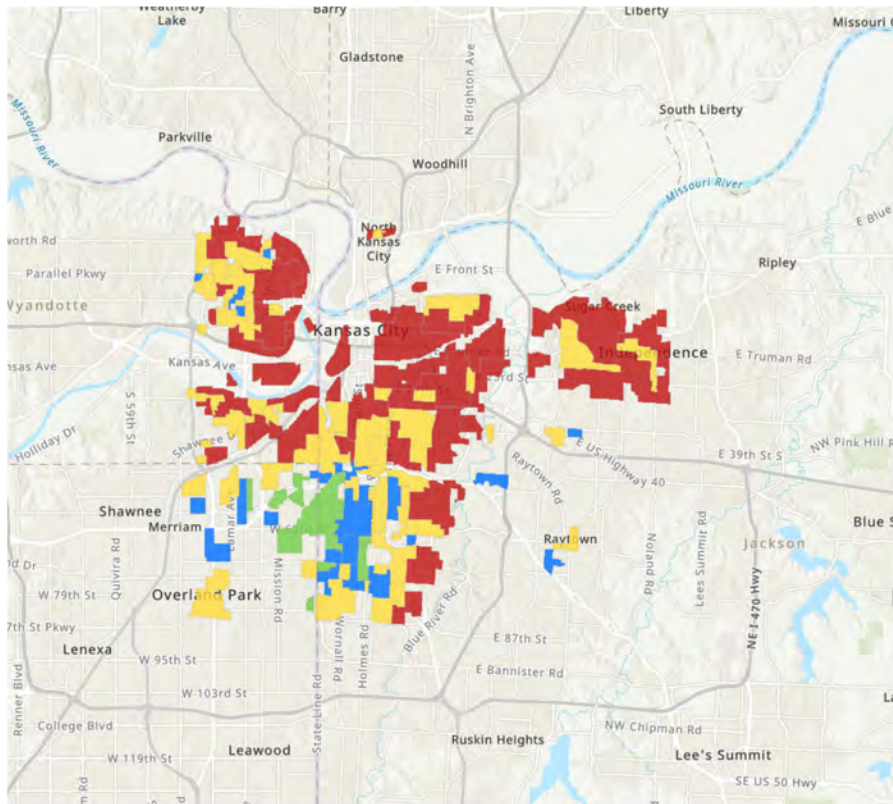 Weatherby
Lake
Barry
Liberty
Missouri
Gladstone
N Brighton Ave
South Liberty
Missouri River
Parkville
Woodhill
Missouri River
E Blue
North
Kansas
City
worth Rd
Parallel Pkwy
E Front St
Ripley
Wyandotte
Sugar Creek
Kansas City
Independence
E Truman Rd
Kansas Ave
nsas Ave
E 23rd St
S 59th St
Holliday Dr
Shawnee D
E US Highway 40
E 39th St S
NW Pink Hill R
Raytown Rd
Shawnee
Merriam
Lamar Ave
Blue S
Quivira Rd
Mission Rd
Raytown
Noland Rd
Lees Summit Rd
Jackson
NE I-470 Hwy
nd Dr
W 79th St
Overland Park
7th St Pkwy
Wornall Rd
Holmes Rd
Blue River Rd
E 87th St
Lenexa
W 95th St
E Bannister Rd
Renner Blvd
W 103rd St
State Line Rd
College Blvd
NW Chipman Rd
W 119th St
Leawood
Ruskin Heights
Lee's Summit
SE US 50 Hwy